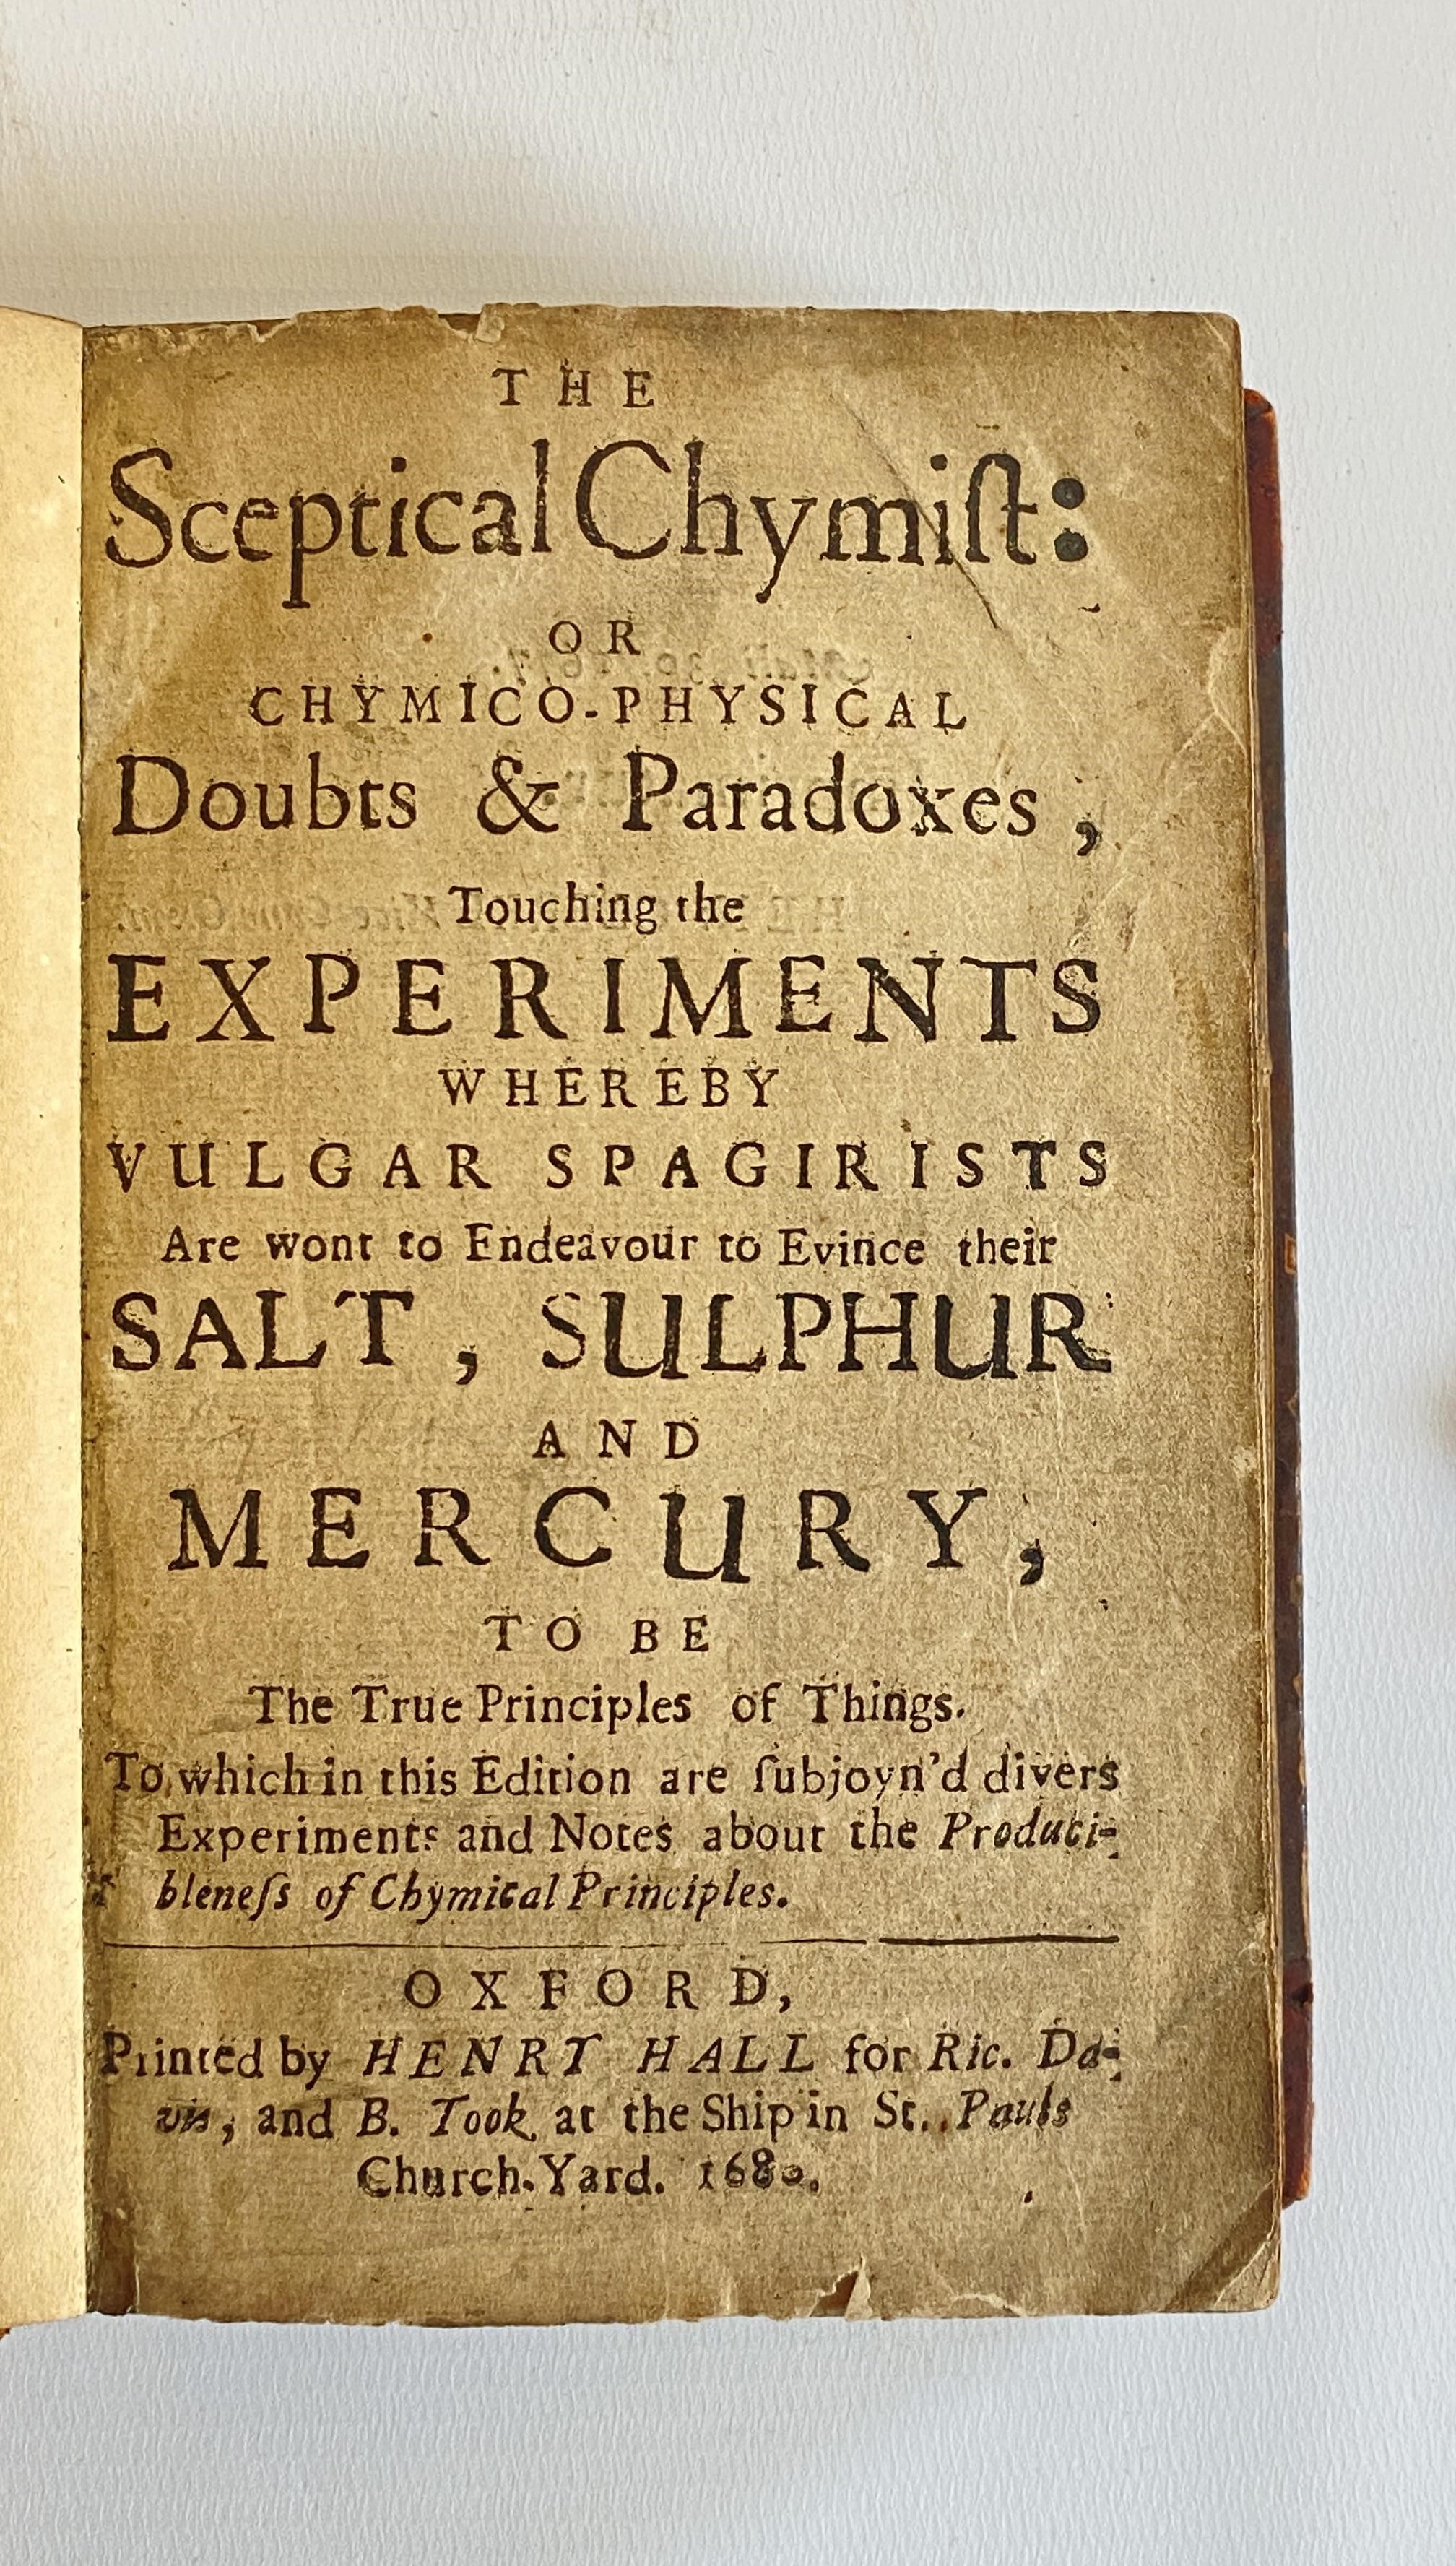 THE
Sceptical Chymiſt:
OR
CHYMICO-PHYSICAL
Doubts & Paradoxes,
Touching the
EXPERIMENTS
WHEREBY
VULGAR SPAGIRISTS
Are wont to Endeavour to Evince their
SALT, SULPHUR
AND
MERCURY,
TO BE
The True Principles of Things.
To which in this Edition are ſubjoyn'd divers
Experiments and Notes about the Produci-
bleneſs of Chymical Principles.
OXFORD,
Printed by HENRY HALL for Ric. Da-
vis, and B. Took at the Ship in St. Pauls
Church-Yard. 1680.